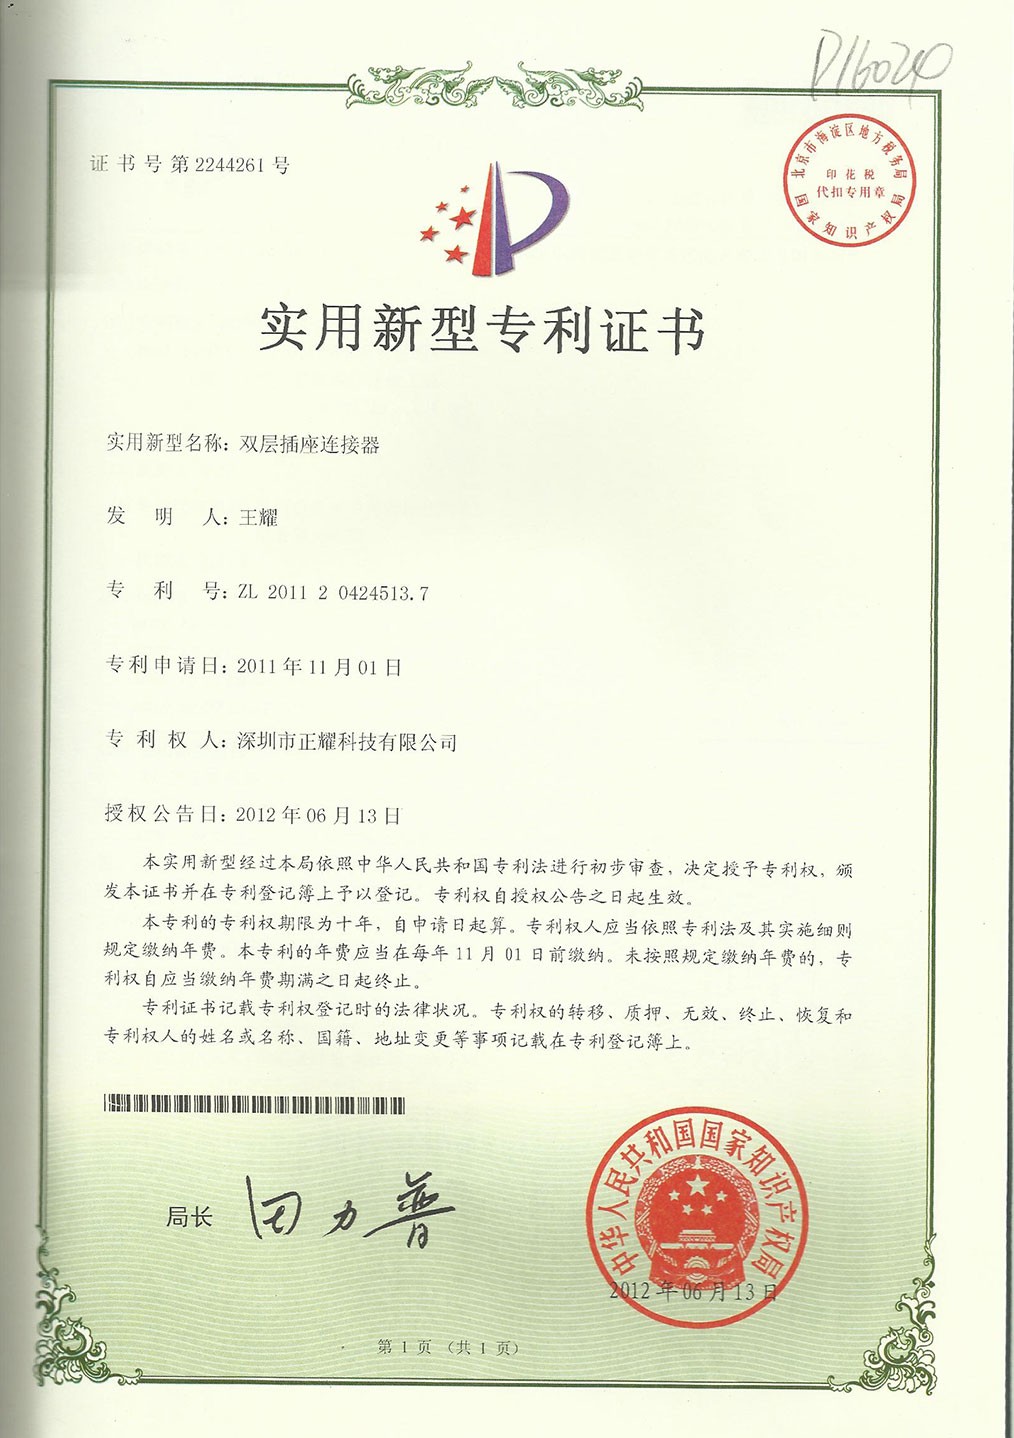 P116040
证书号第2244261号
北京市海淀区地方税务局
印花税
代扣专用章
国家知识产权局
实用新型专利证书
实用新型名称：双层插座连接器
发明人：王耀
专利号：ZL 2011 2 0424513.7
专利申请日：2011年11月01日
专利权人：深圳市正耀科技有限公司
授权公告日：2012年06月13日
本实用新型经过本局依照中华人民共和国专利法进行初步审查，决定授予专利权，颁
发本证书并在专利登记簿上予以登记。专利权自授权公告之日起生效。
本专利的专利权期限为十年，自申请日起算。专利权人应当依照专利法及其实施细则
规定缴纳年费。本专利的年费应当在每年11月01日前缴纳。未按照规定缴纳年费的，专
利权自应当缴纳年费期满之日起终止。
专利证书记载专利权登记时的法律状况。专利权的转移、质押、无效、终止、恢复和
专利权人的姓名或名称、国籍、地址变更等事项记载在专利登记簿上。
局长 田力普
中华人民共和国国家知识产权局
2012年06月13日
第1页（共1页）